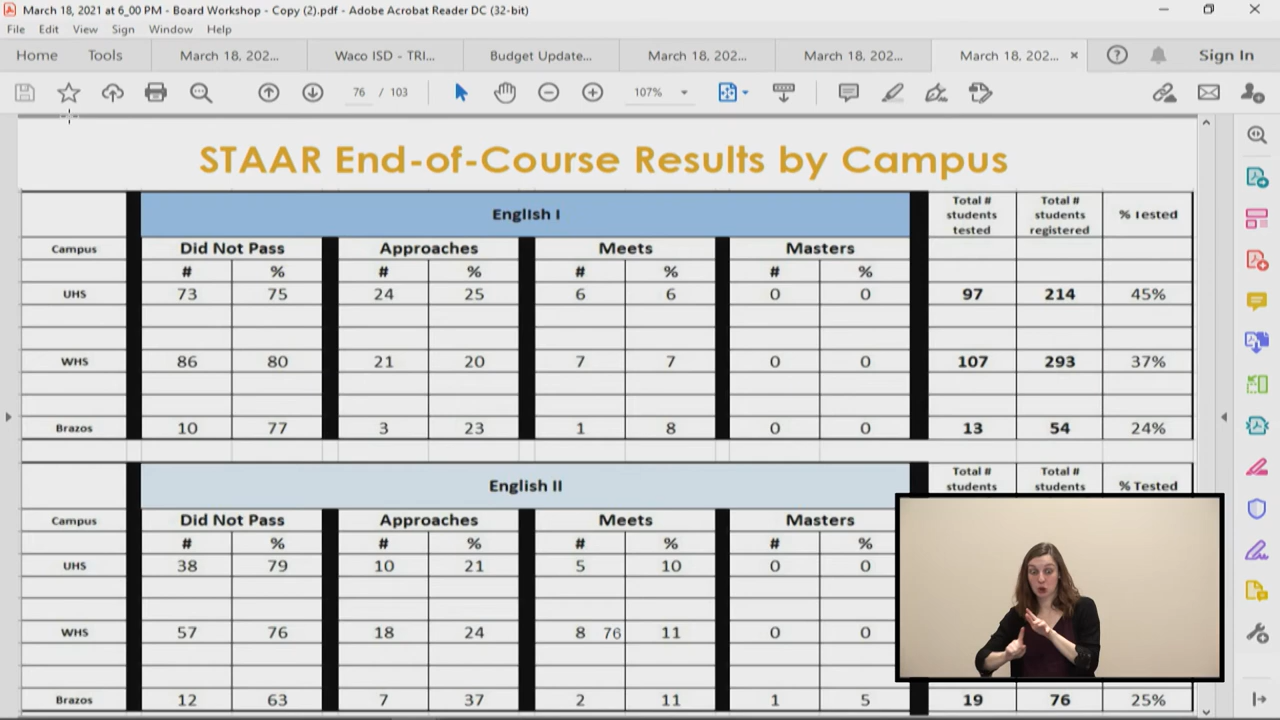 March 18, 2021 at 6_00 PM - Board Workshop - Copy (2).pdf - Adobe Acrobat Reader DC (32-bit)
File Edit View Sign Window Help
Home Tools March 18, 202... Waco ISD - TRI... Budget Update... March 18, 202... March 18, 202... March 18, 202... × Sign In
76 / 103 107%
STAAR End-of-Course Results by Campus
English I Total # students tested Total # students registered % Tested
Campus Did Not Pass Approaches Meets Masters
# % # % # % # %
UHS 73 75 24 25 6 6 0 0 97 214 45%
WHS 86 80 21 20 7 7 0 0 107 293 37%
Brazos 10 77 3 23 1 8 0 0 13 54 24%
English II Total # students Total # students % Tested
Campus Did Not Pass Approaches Meets Masters
# % # % # % # %
UHS 38 79 10 21 5 10 0 0
WHS 57 76 18 24 8 76 11 0 0
Brazos 12 63 7 37 2 11 1 5 19 76 25%